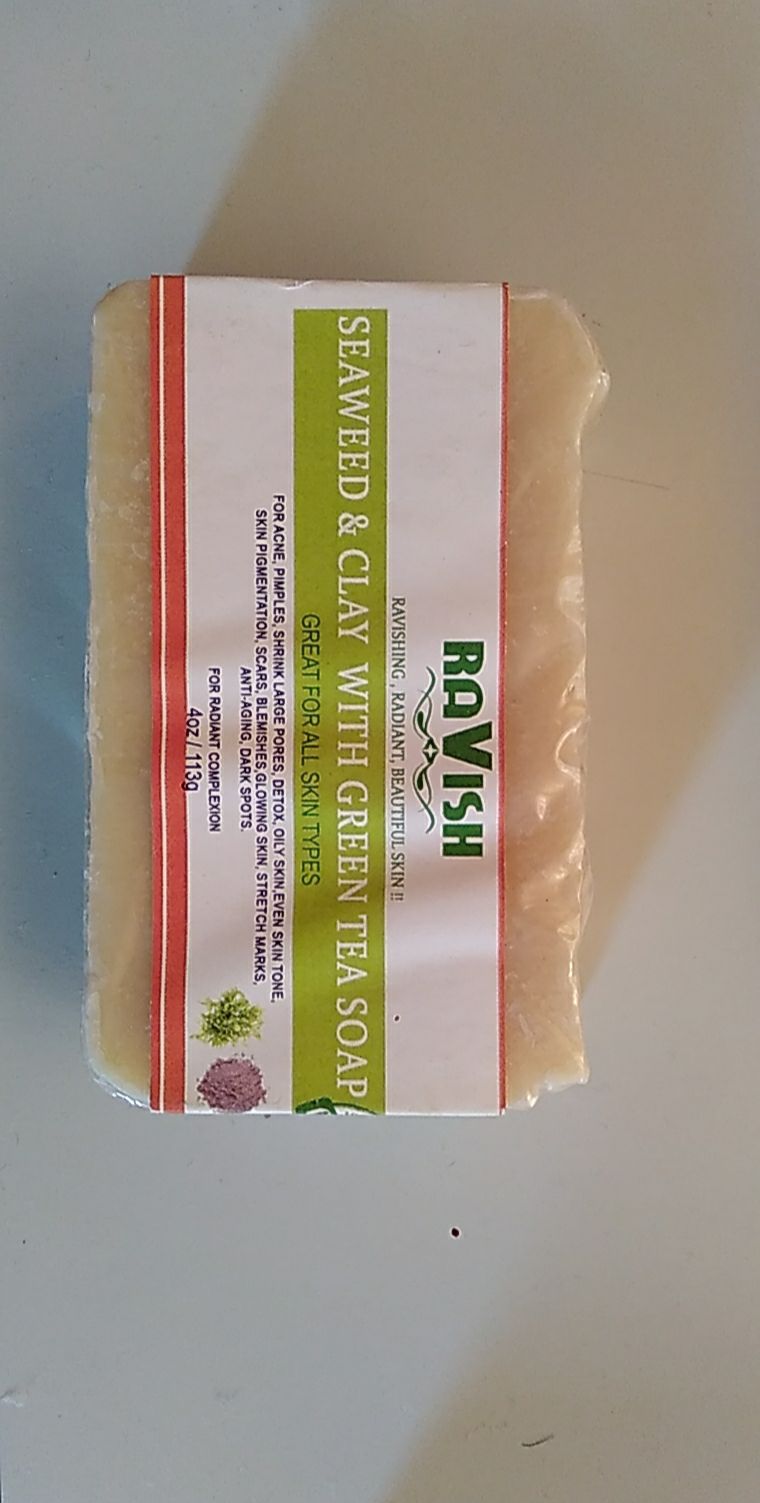 RAVISH
RAVISHING , RADIANT, BEAUTIFUL SKIN !!
SEAWEED & CLAY WITH GREEN TEA SOAP
GREAT FOR ALL SKIN TYPES
FOR ACNE, PIMPLES, SHRINK LARGE PORES, DETOX, OILY SKIN,EVEN SKIN TONE,
SKIN PIGMENTATION, SCARS, BLEMISHES,GLOWING SKIN, STRETCH MARKS,
ANTI-AGING, DARK SPOTS.
FOR RADIANT COMPLEXION
4oz / 113g